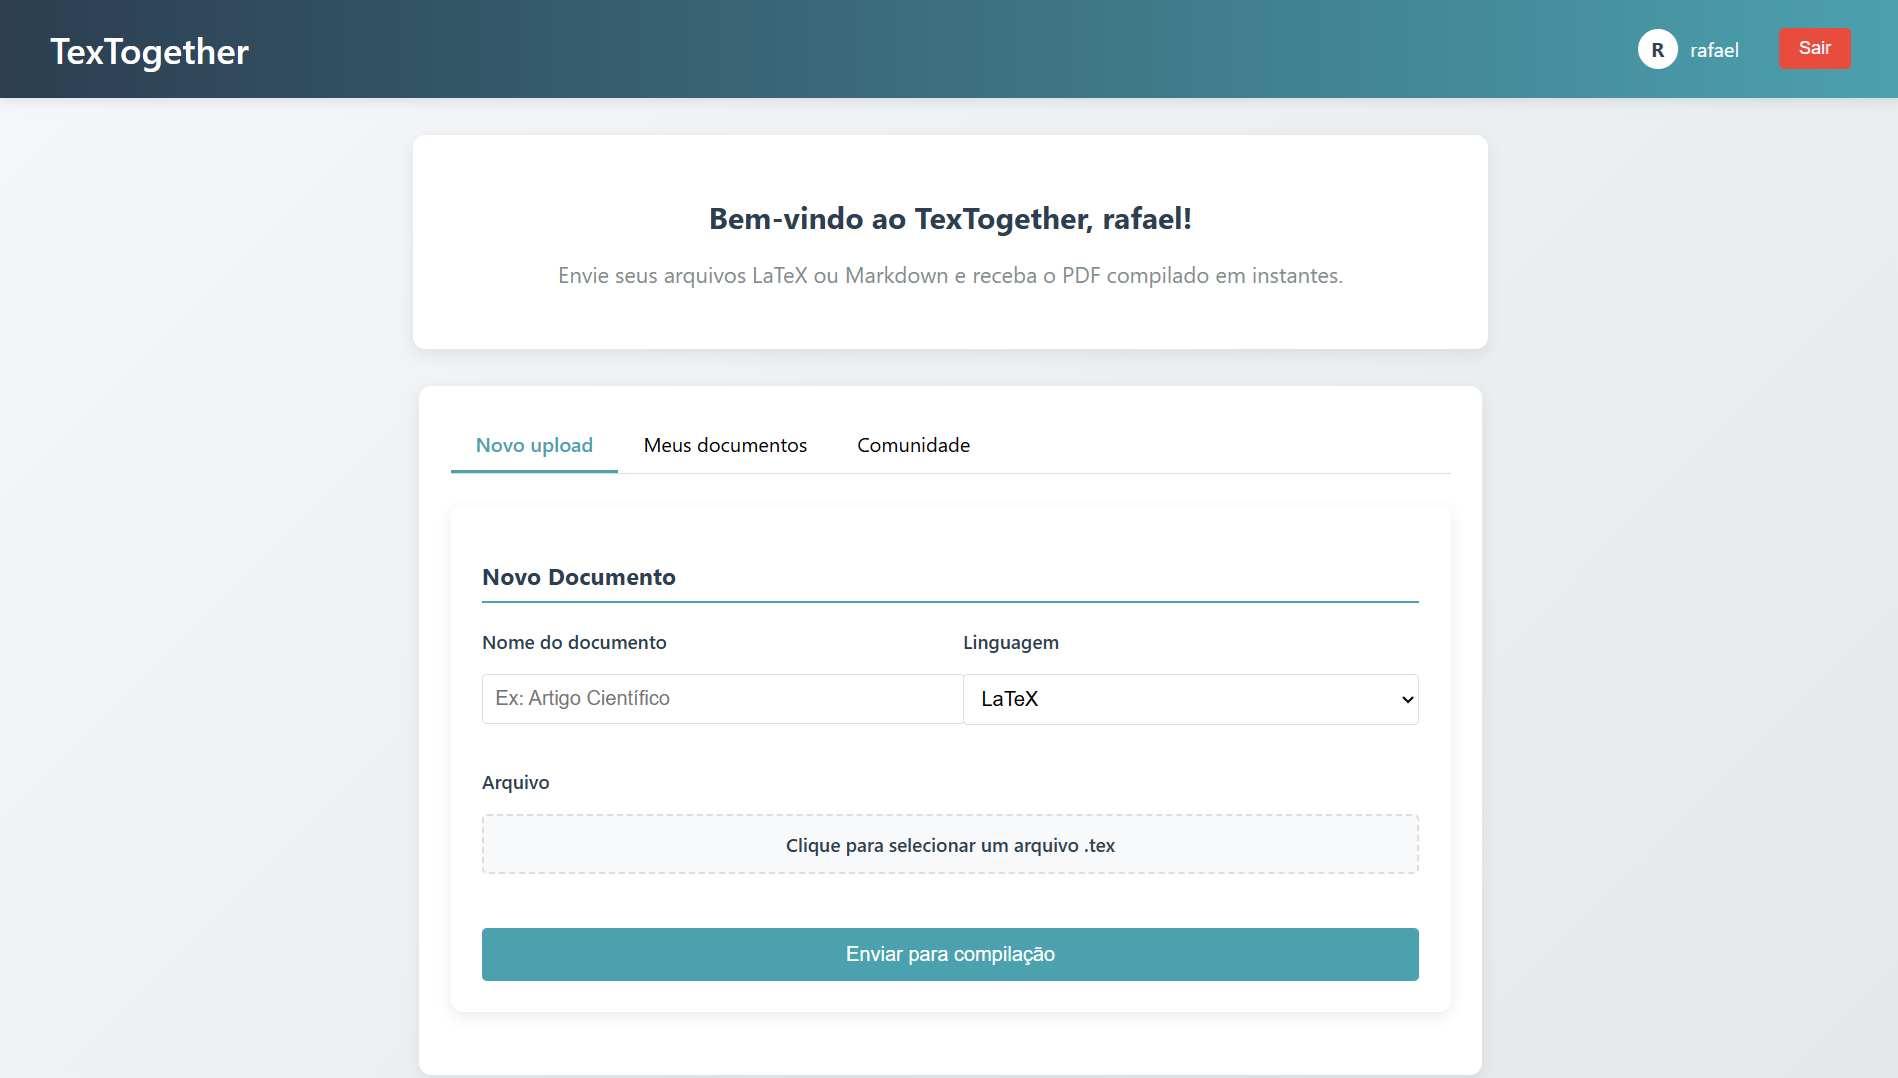 TexTogether
R rafael Sair
Bem-vindo ao TexTogether, rafael!
Envie seus arquivos LaTeX ou Markdown e receba o PDF compilado em instantes.
Novo upload Meus documentos Comunidade
Novo Documento
Nome do documento Linguagem
Ex: Artigo Científico LaTeX
Arquivo
Clique para selecionar um arquivo .tex
Enviar para compilação